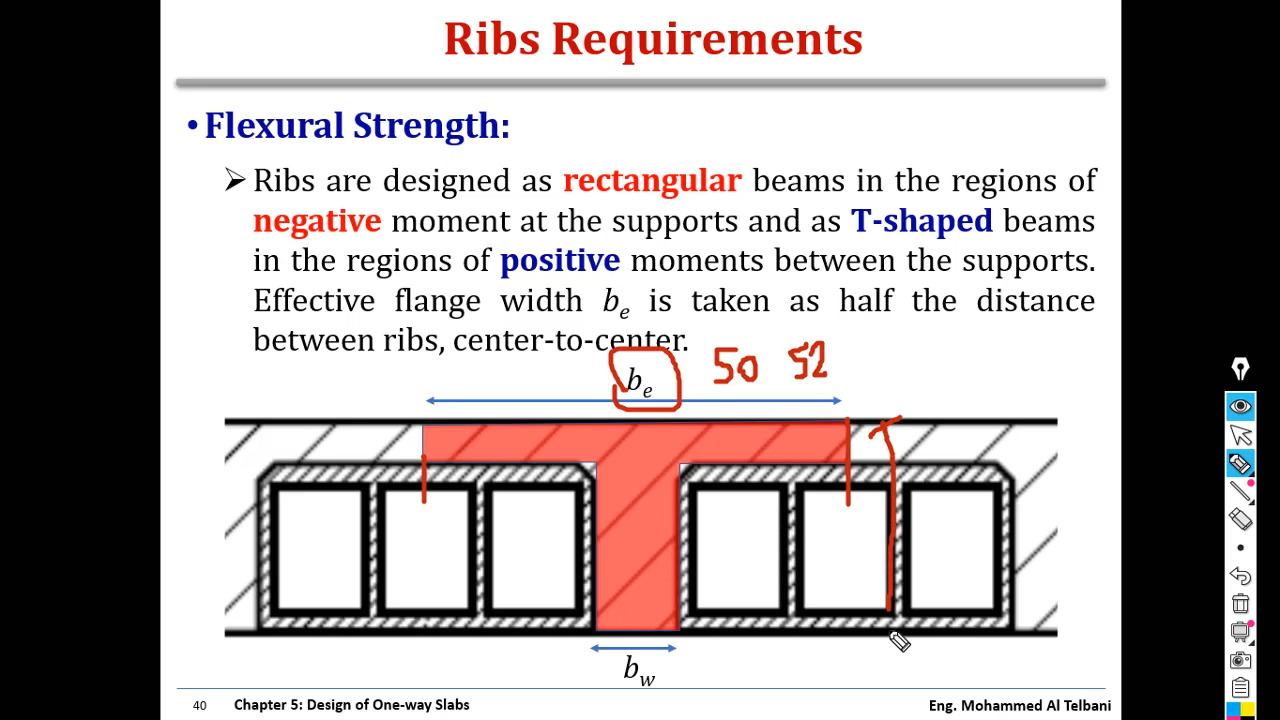 Ribs Requirements
• Flexural Strength:
➢ Ribs are designed as rectangular beams in the regions of
negative moment at the supports and as T-shaped beams
in the regions of positive moments between the supports.
Effective flange width be is taken as half the distance
between ribs, center-to-center.
be 50 52
bw
40 Chapter 5: Design of One-way Slabs Eng. Mohammed Al Telbani